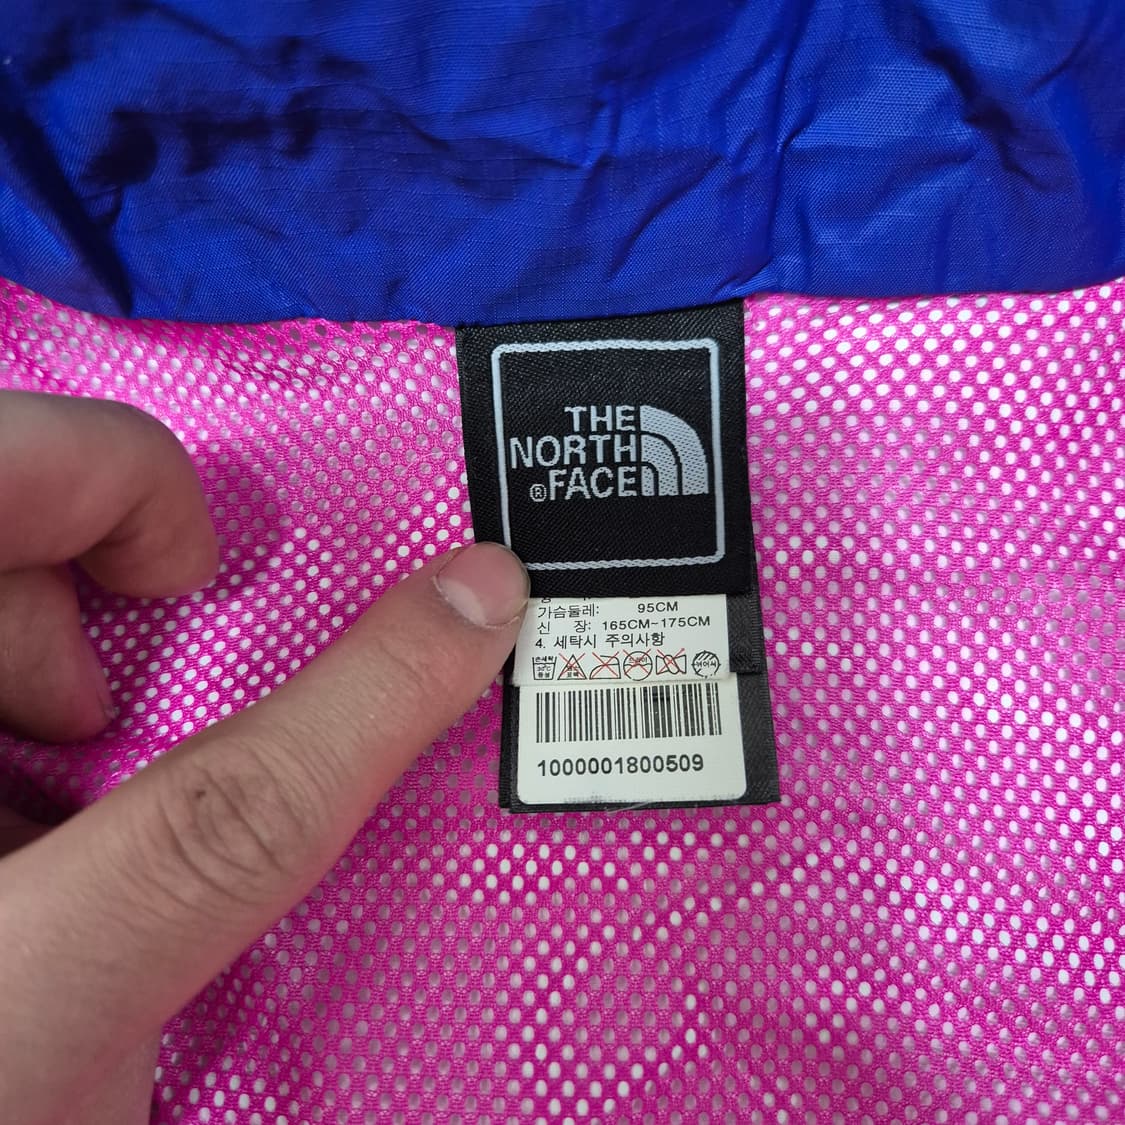 THE
NORTH
®FACE
가슴둘레: 95CM
신 장: 165CM~175CM
4. 세탁시 주의사항
1000001800509